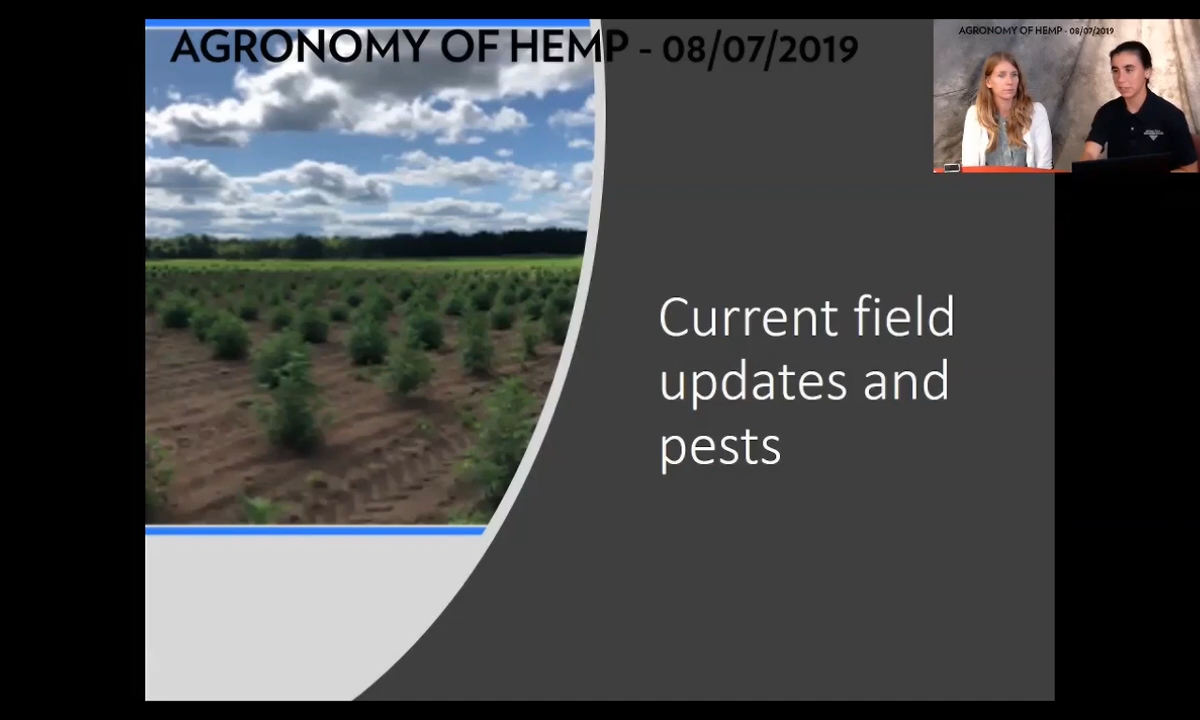 AGRONOMY OF HEMP - 08/07/2019
AGRONOMY OF HEMP - 08/07/2019
Current field
updates and
pests